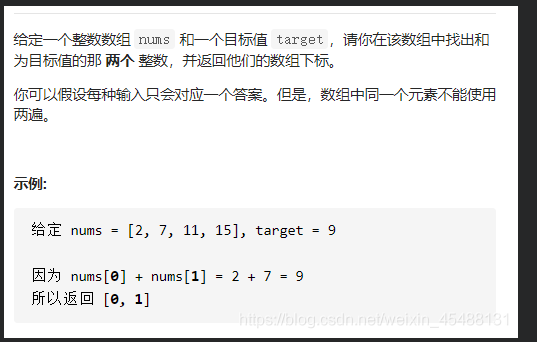 给定一个整数数组 nums 和一个目标值 target，请你在该数组中找出和
为目标值的那 两个 整数，并返回他们的数组下标。
你可以假设每种输入只会对应一个答案。但是，数组中同一个元素不能使用
两遍。
示例:
给定 nums = [2, 7, 11, 15], target = 9
因为 nums[0] + nums[1] = 2 + 7 = 9
所以返回 [0, 1]
https://blog.csdn.net/weixin_45488131